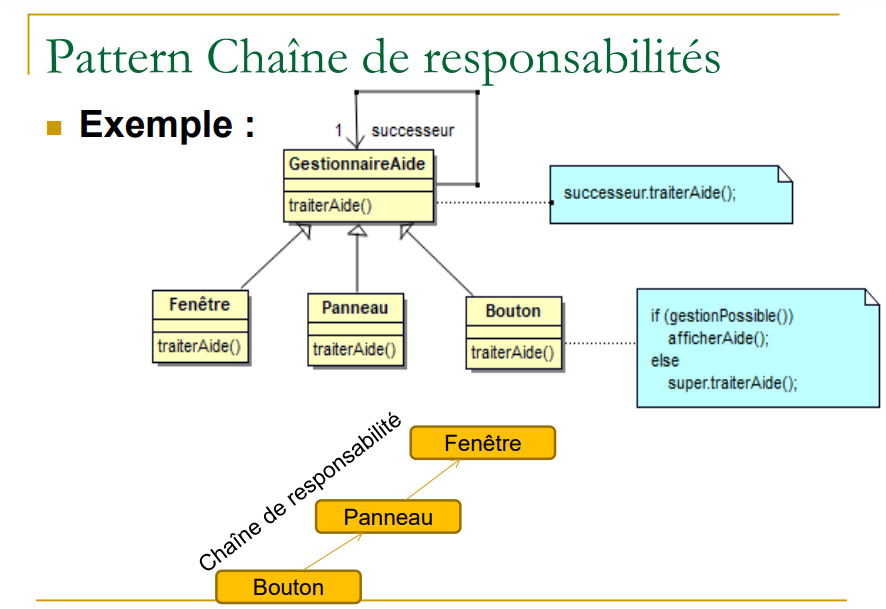 Pattern Chaîne de responsabilités
Exemple :
1 successeur
GestionnaireAide
traiterAide()
successeur.traiterAide();
Fenêtre
traiterAide()
Panneau
traiterAide()
Bouton
traiterAide()
if (gestionPossible())
afficherAide();
else
super.traiterAide();
Chaîne de responsabilité
Fenêtre
Panneau
Bouton